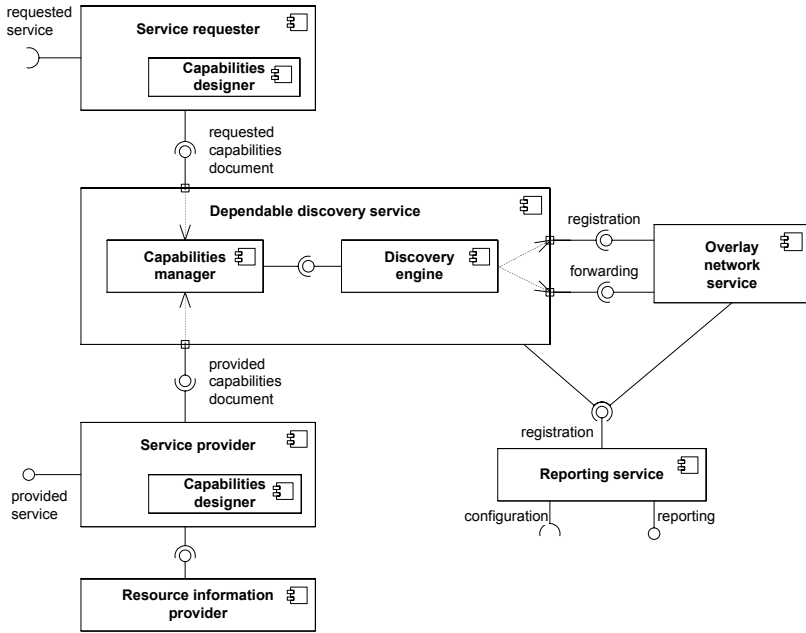 requested
service
Service requester
Capabilities
designer
requested
capabilities
document
Dependable discovery service
Capabilities
manager
Discovery
engine
registration
forwarding
Overlay
network
service
provided
capabilities
document
Service provider
Capabilities
designer
provided
service
registration
Reporting service
configuration
reporting
Resource information
provider